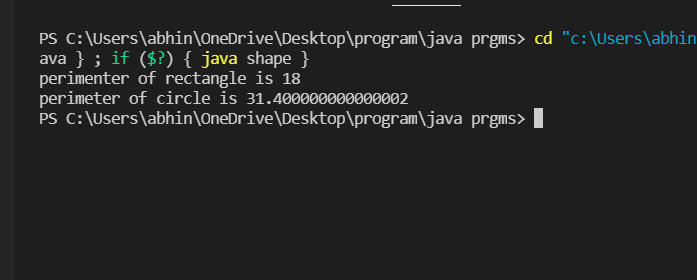 PS C:\Users\abhin\OneDrive\Desktop\program\java prgms> cd "c:\Users\abhin
ava } ; if ($?) { java shape }
perimenter of rectangle is 18
perimeter of circle is 31.400000000000002
PS C:\Users\abhin\OneDrive\Desktop\program\java prgms>